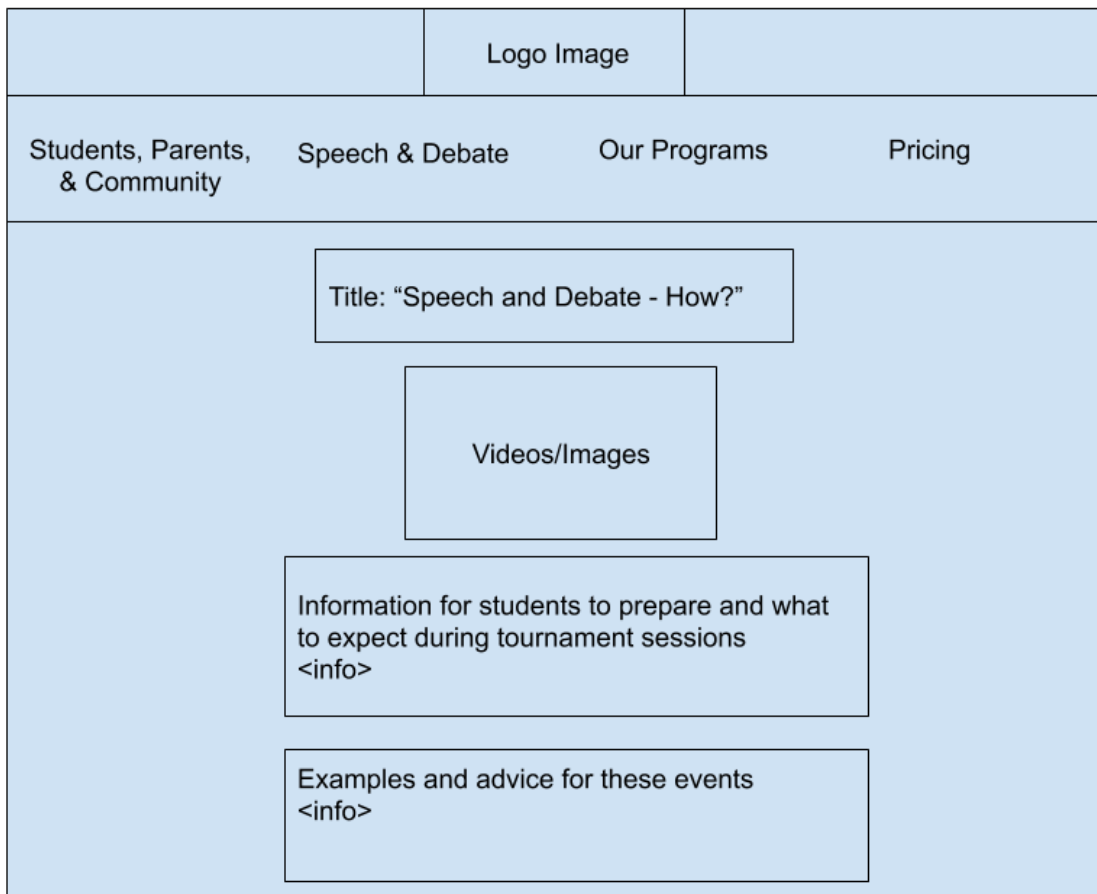 Logo Image
Students, Parents,
& Community
Speech & Debate
Our Programs
Pricing
Title: “Speech and Debate - How?”
Videos/Images
Information for students to prepare and what
to expect during tournament sessions
<info>
Examples and advice for these events
<info>